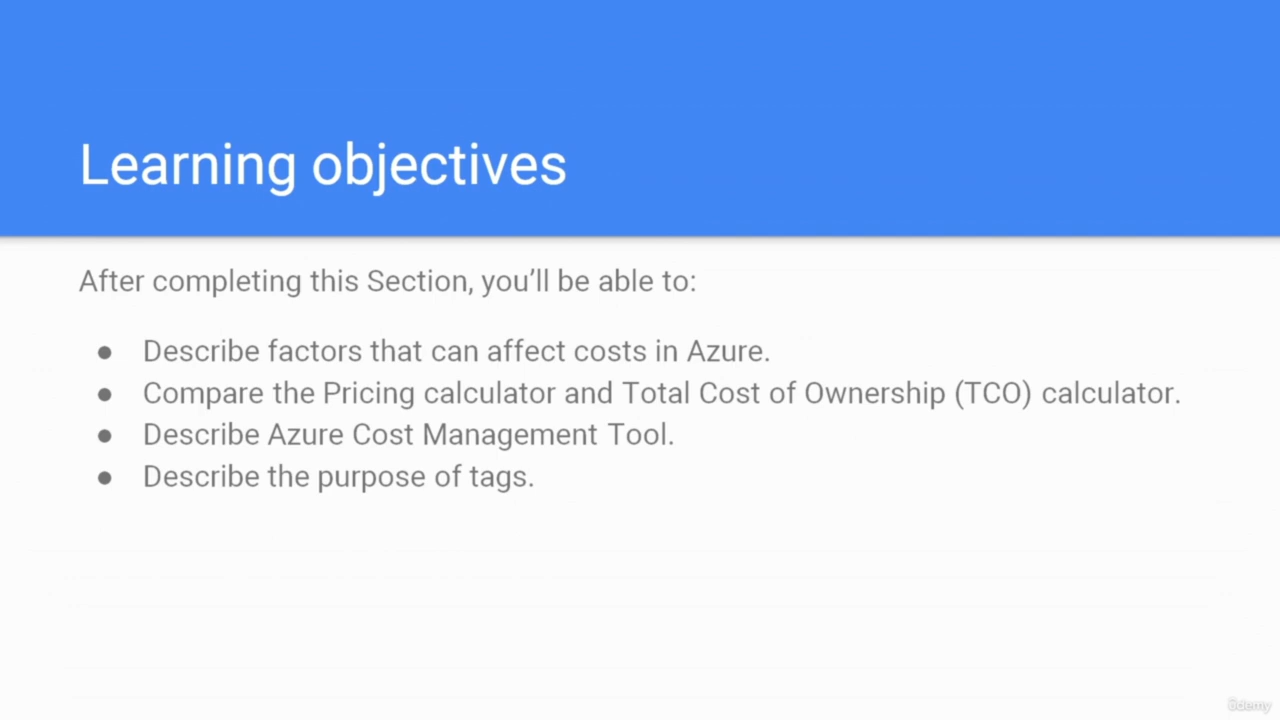 Learning objectives
After completing this Section, you’ll be able to:
● Describe factors that can affect costs in Azure.
● Compare the Pricing calculator and Total Cost of Ownership (TCO) calculator.
● Describe Azure Cost Management Tool.
● Describe the purpose of tags.
ûdemy